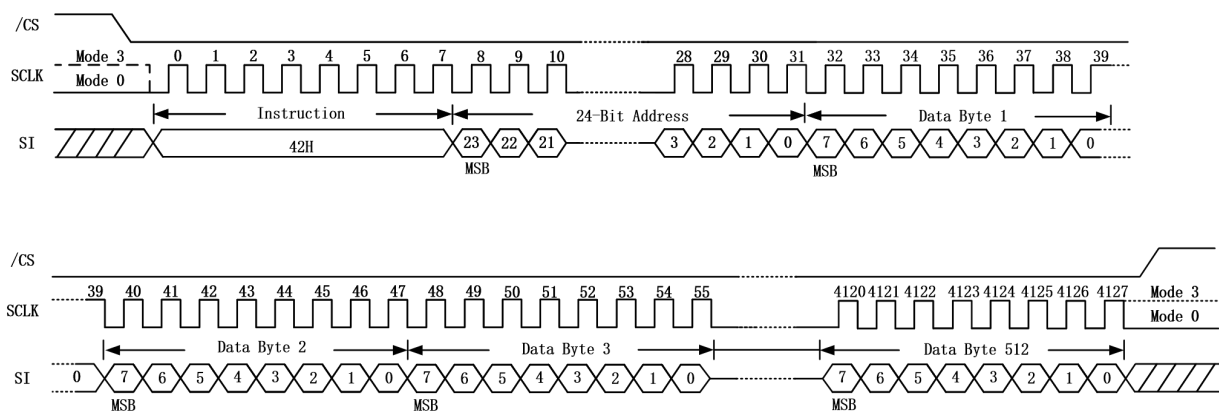 /CS
Mode 3 0 1 2 3 4 5 6 7 8 9 10 28 29 30 31 32 33 34 35 36 37 38 39
SCLK Mode 0
Instruction 24-Bit Address Data Byte 1
SI 42H 23 22 21 3 2 1 0 7 6 5 4 3 2 1 0
MSB MSB
/CS
39 40 41 42 43 44 45 46 47 48 49 50 51 52 53 54 55 4120 4121 4122 4123 4124 4125 4126 4127 Mode 3
SCLK Mode 0
Data Byte 2 Data Byte 3 Data Byte 512
SI 0 7 6 5 4 3 2 1 0 7 6 5 4 3 2 1 0 7 6 5 4 3 2 1 0
MSB MSB MSB